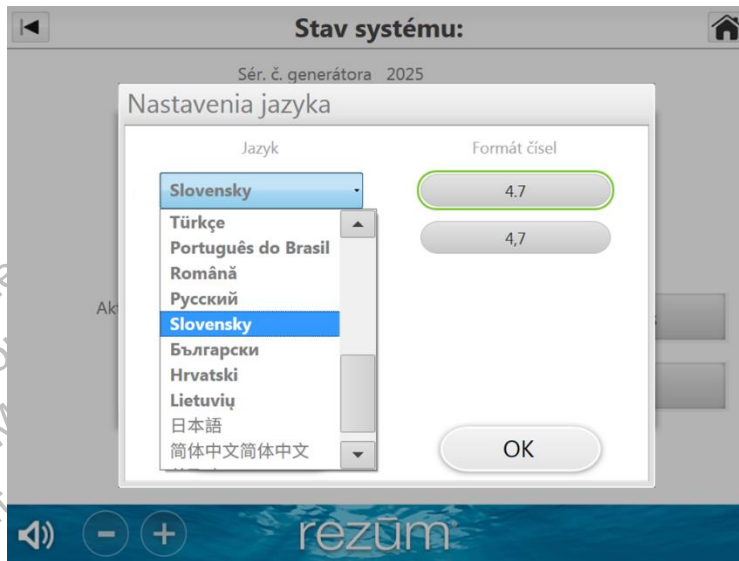 Stav systému:
Sér. č. generátora 2025
Nastavenia jazyka
Jazyk
Formát čísel
Slovensky
4.7
4,7
Türkçe
Português do Brasil
Română
Русский
Slovensky
Български
Hrvatski
Lietuvių
日本語
简体中文简体中文
Ak
OK
rezūm